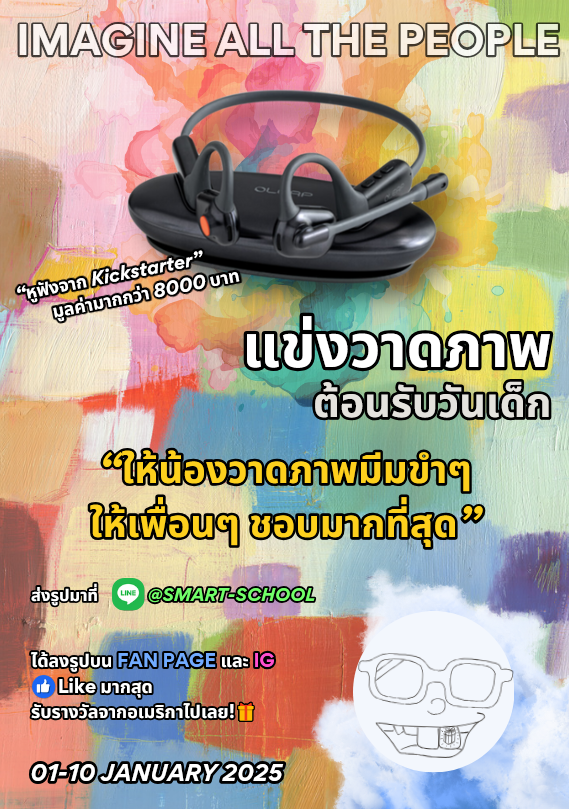 IMAGINE ALL THE PEOPLE
“หูฟังจาก Kickstarter”
มูลค่ามากกว่า 8000 บาท
แข่งวาดภาพ
ต้อนรับวันเด็ก
“ให้น้องวาดภาพมีมขำๆ
ให้เพื่อนๆ ชอบมากที่สุด”
ส่งรูปมาที่ LINE @SMART-SCHOOL
ได้ลงรูปบน FAN PAGE และ IG
Like มากสุด
รับรางวัลจากอเมริกาไปเลย!
01-10 JANUARY 2025